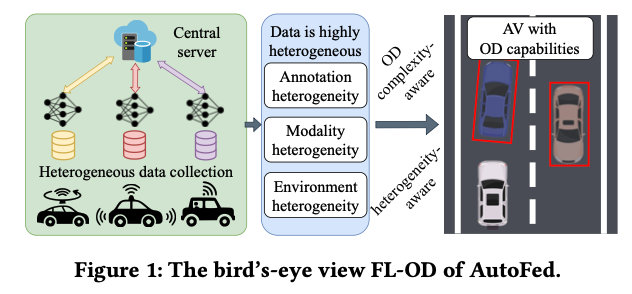 Central
server
Heterogeneous data collection
Data is highly
heterogeneous
Annotation
heterogeneity
Modality
heterogeneity
Environment
heterogeneity
OD
complexity-
aware
heterogeneity-
aware
AV with
OD capabilities
Figure 1: The bird's-eye view FL-OD of AutoFed.